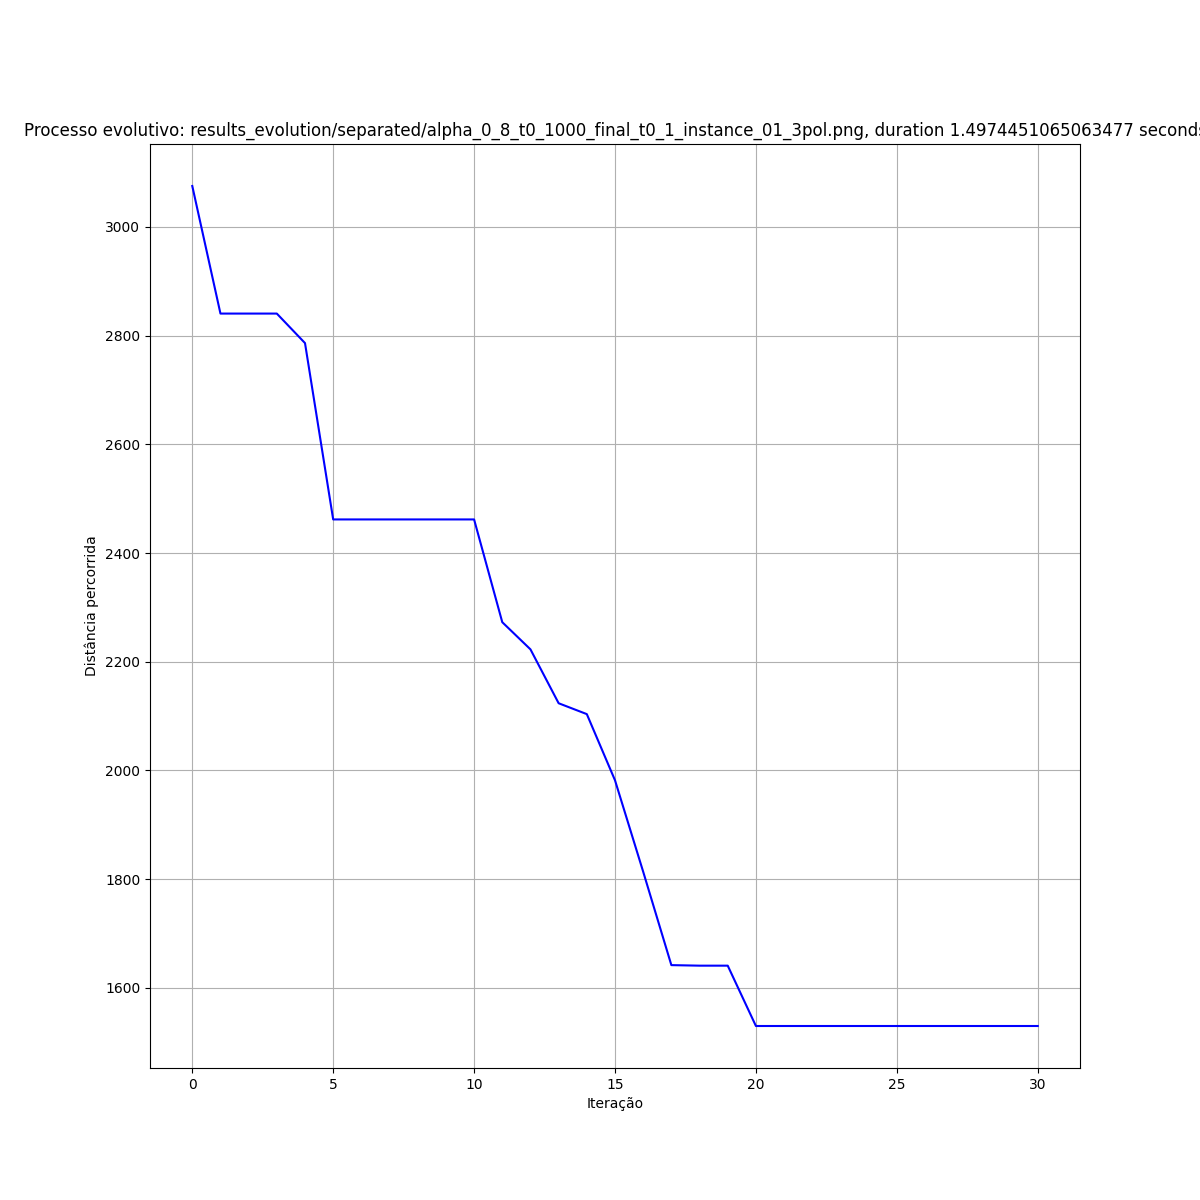 Processo evolutivo: results_evolution/separated/alpha_0_8_t0_1000_final_t0_1_instance_01_3pol.png, duration 1.4974451065063477 seconds
3000
2800
2600
2400
2200
2000
1800
1600
Distância percorrida
0 5 10 15 20 25 30
Iteração